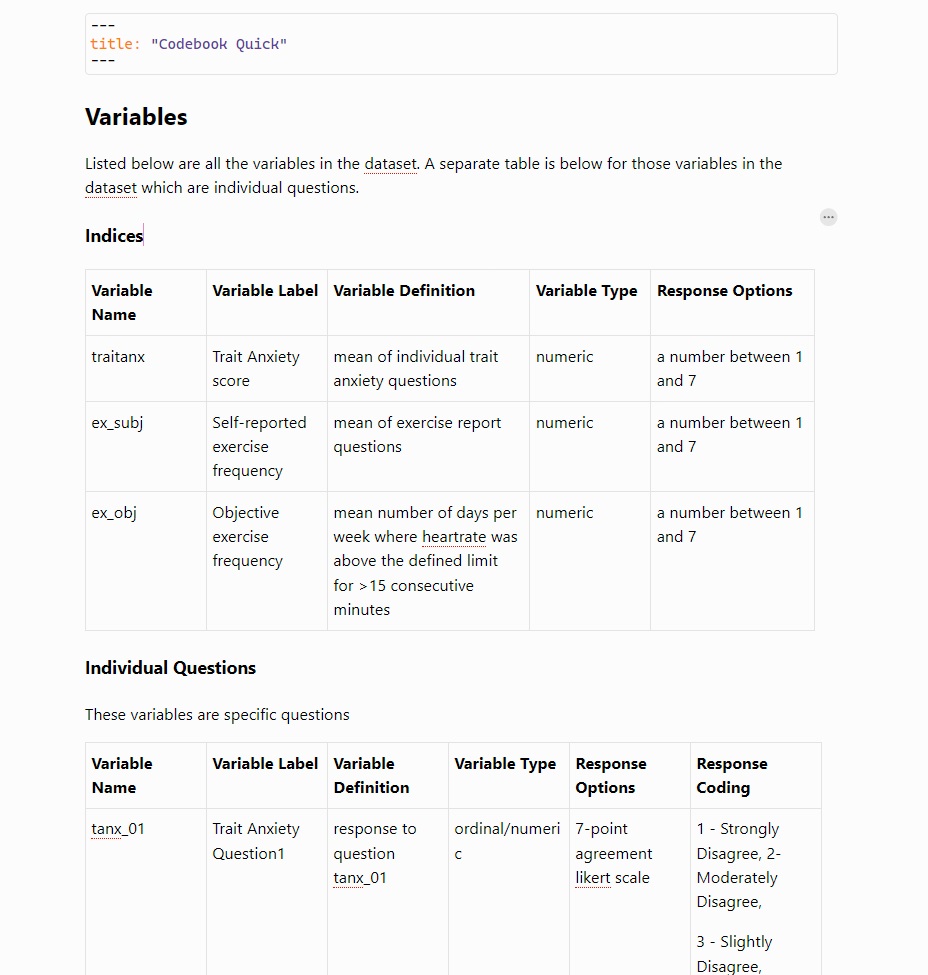 ---
title: "Codebook Quick"
---
Variables
Listed below are all the variables in the dataset. A separate table is below for those variables in the
dataset which are individual questions.
Indices
Variable Name | Variable Label | Variable Definition | Variable Type | Response Options
traitanx | Trait Anxiety score | mean of individual trait anxiety questions | numeric | a number between 1 and 7
ex_subj | Self-reported exercise frequency | mean of exercise report questions | numeric | a number between 1 and 7
ex_obj | Objective exercise frequency | mean number of days per week where heartrate was above the defined limit for >15 consecutive minutes | numeric | a number between 1 and 7
Individual Questions
These variables are specific questions
Variable Name | Variable Label | Variable Definition | Variable Type | Response Options | Response Coding
tanx_01 | Trait Anxiety Question1 | response to question tanx_01 | ordinal/numeric | 7-point agreement likert scale | 1 - Strongly Disagree, 2- Moderately Disagree,
3 - Slightly Disagree,